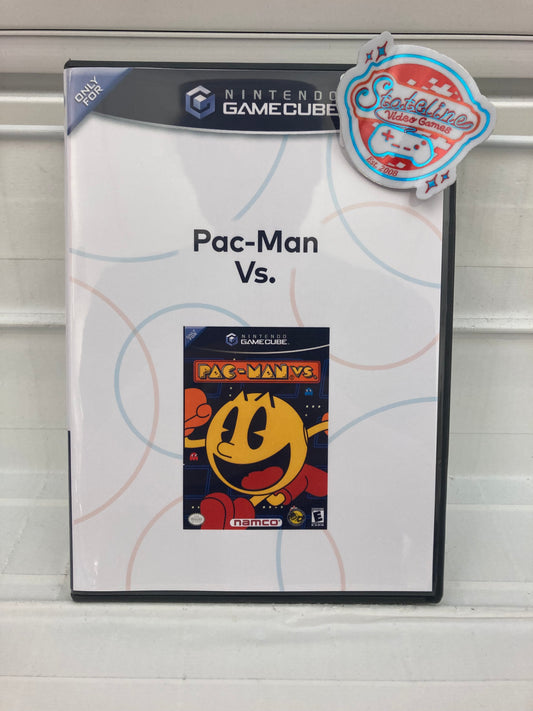 ONLY
FOR
NINTENDO
GAMECUBE
Stateline
Video Games
Est. 2008
Pac-Man
Vs.
NINTENDO
GAMECUBE
PAC-MAN VS.
namco
E